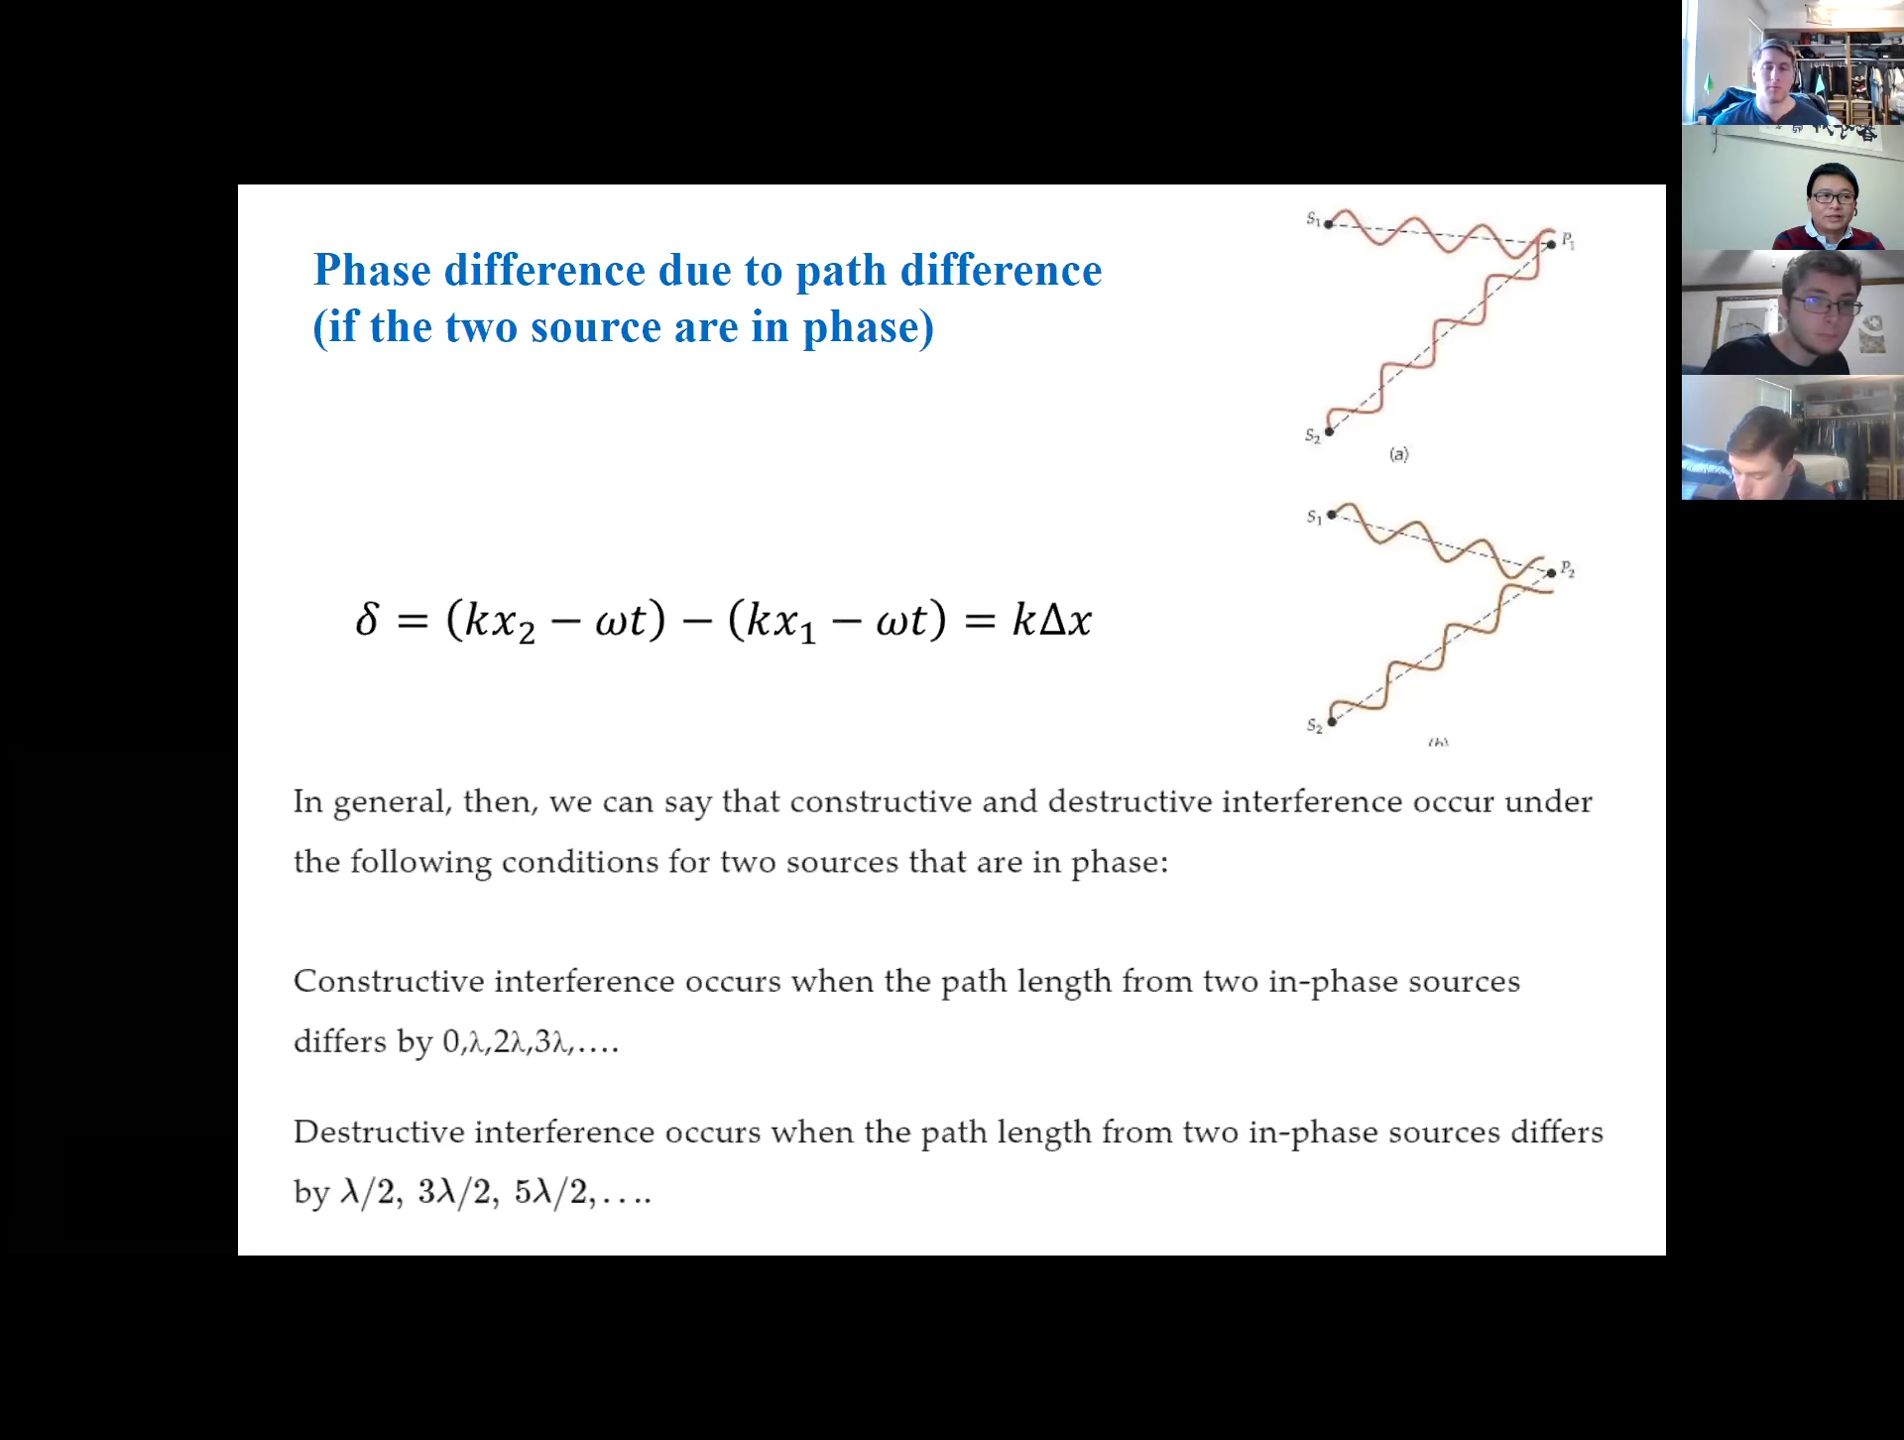 Phase difference due to path difference
(if the two source are in phase)
S₁
P₁
S₂
(a)
S₁
P₂
S₂
(b)
δ = (kx₂ − ωt) − (kx₁ − ωt) = kΔx
In general, then, we can say that constructive and destructive interference occur under
the following conditions for two sources that are in phase:
Constructive interference occurs when the path length from two in-phase sources
differs by 0,λ,2λ,3λ,....
Destructive interference occurs when the path length from two in-phase sources differs
by λ/2, 3λ/2, 5λ/2,....